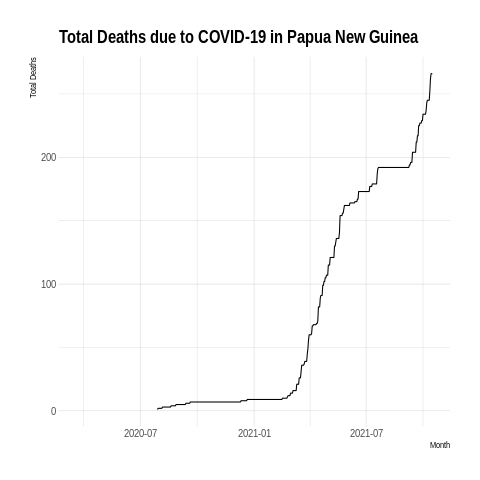 Total Deaths due to COVID-19 in Papua New Guinea
Total Deaths
200
100
0
2020-07
2021-01
2021-07
Month